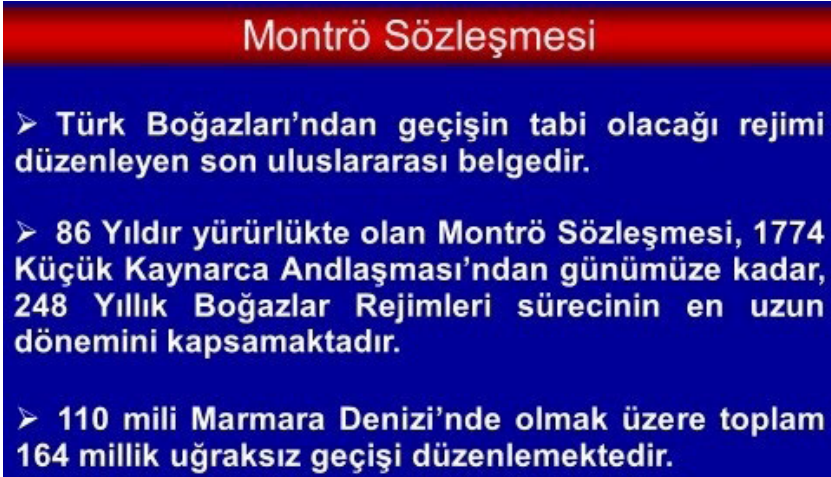 Montrö Sözleşmesi
➢ Türk Boğazları’ndan geçişin tabi olacağı rejimi
düzenleyen son uluslararası belgedir.
➢ 86 Yıldır yürürlükte olan Montrö Sözleşmesi, 1774
Küçük Kaynarca Andlaşması’ndan günümüze kadar,
248 Yıllık Boğazlar Rejimleri sürecinin en uzun
dönemini kapsamaktadır.
➢ 110 mili Marmara Denizi’nde olmak üzere toplam
164 millik uğraksız geçişi düzenlemektedir.